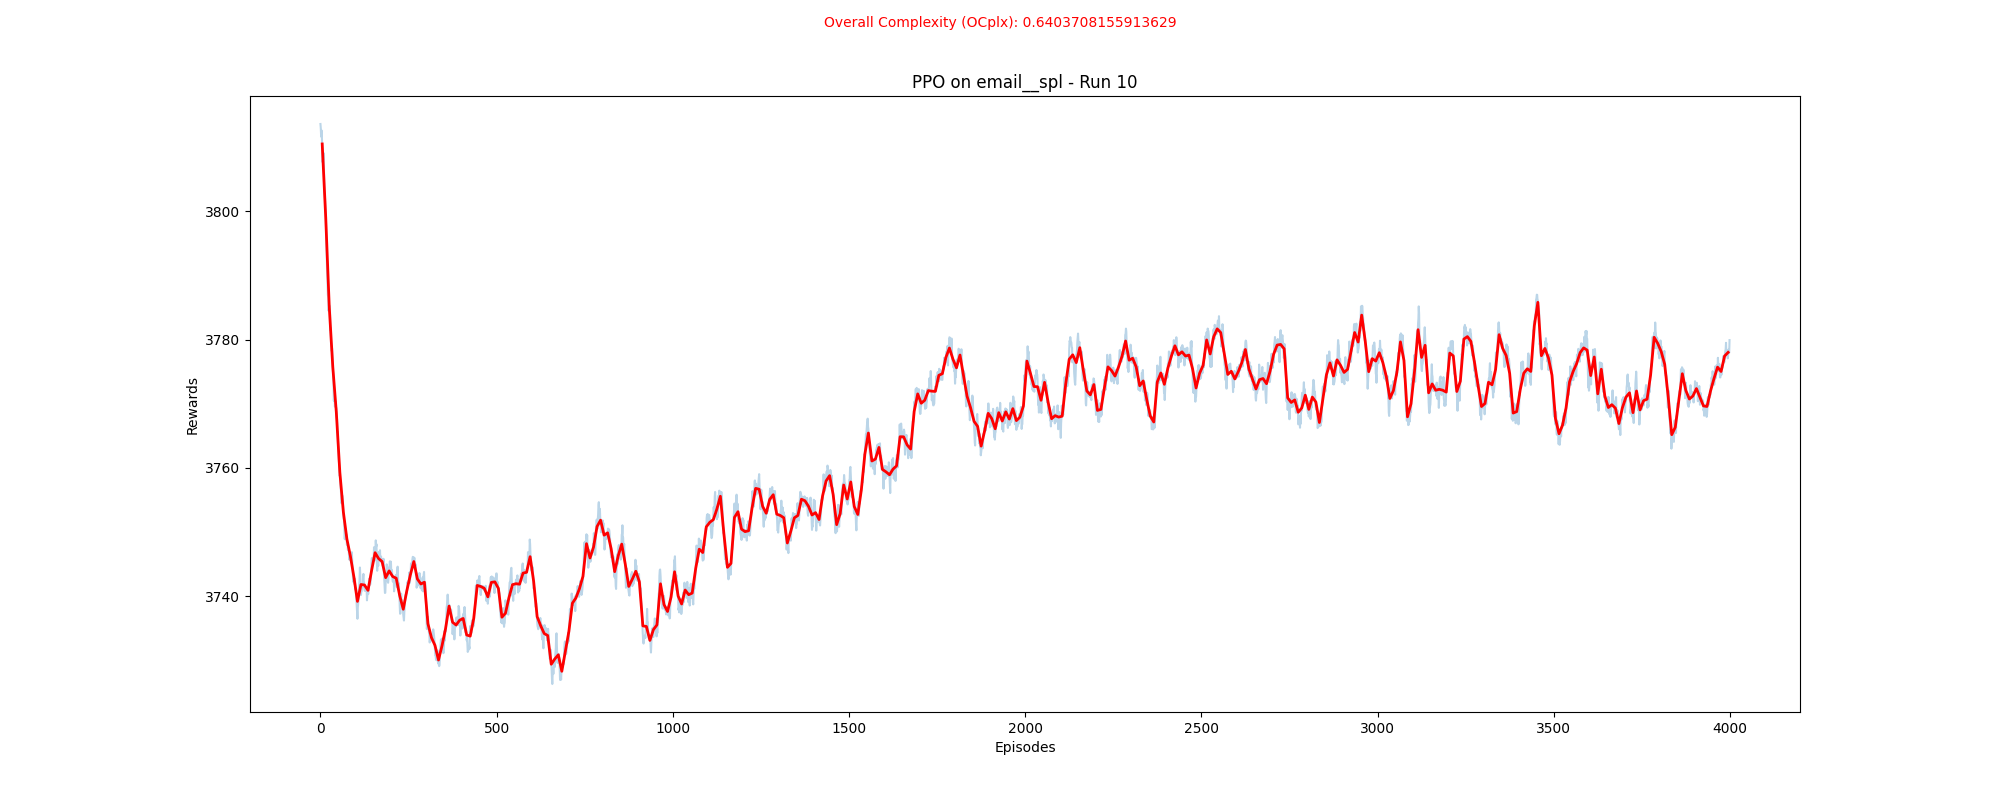 Overall Complexity (OCplx): 0.6403708155913629
PPO on email__spl - Run 10
Rewards
3800
3780
3760
3740
0 500 1000 1500 2000 2500 3000 3500 4000
Episodes